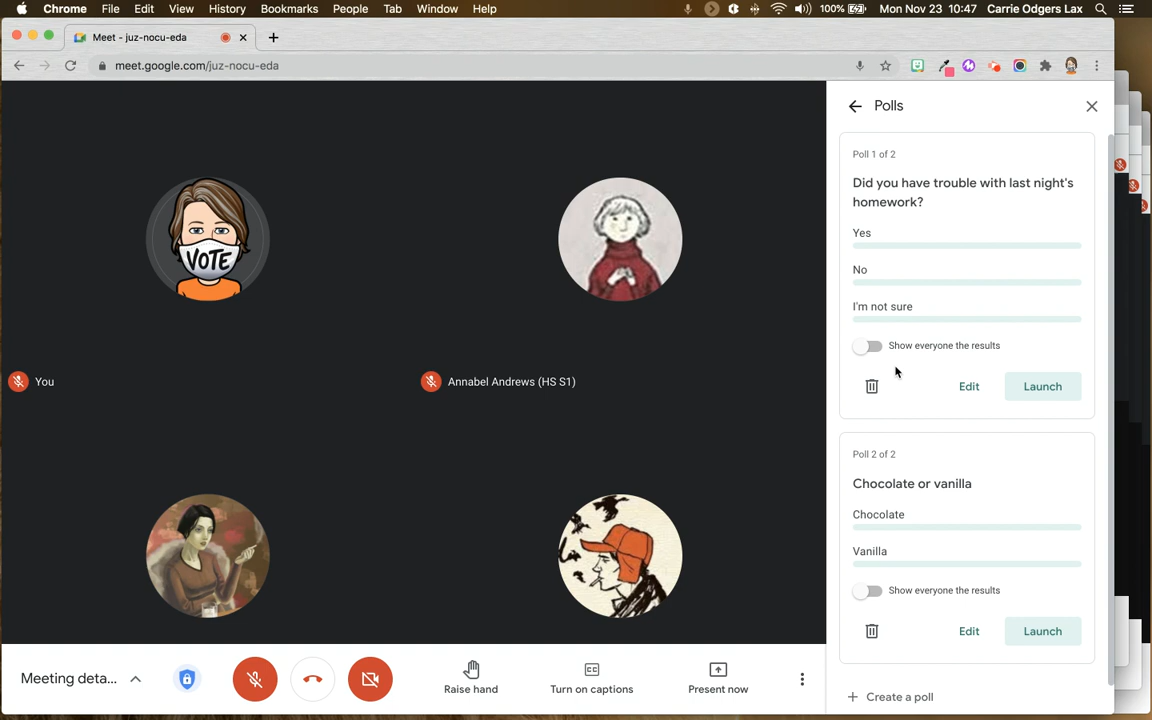 Chrome File Edit View History Bookmarks People Tab Window Help 100% Mon Nov 23 10:47 Carrie Odgers Lax
Meet - juz-nocu-eda
meet.google.com/juz-nocu-eda
Polls
Poll 1 of 2
Did you have trouble with last night's
homework?
Yes
No
I'm not sure
Show everyone the results
Edit Launch
Poll 2 of 2
Chocolate or vanilla
Chocolate
Vanilla
Show everyone the results
Edit Launch
Create a poll
VOTE
You
Annabel Andrews (HS S1)
Meeting deta...
Raise hand
CC
Turn on captions
Present now